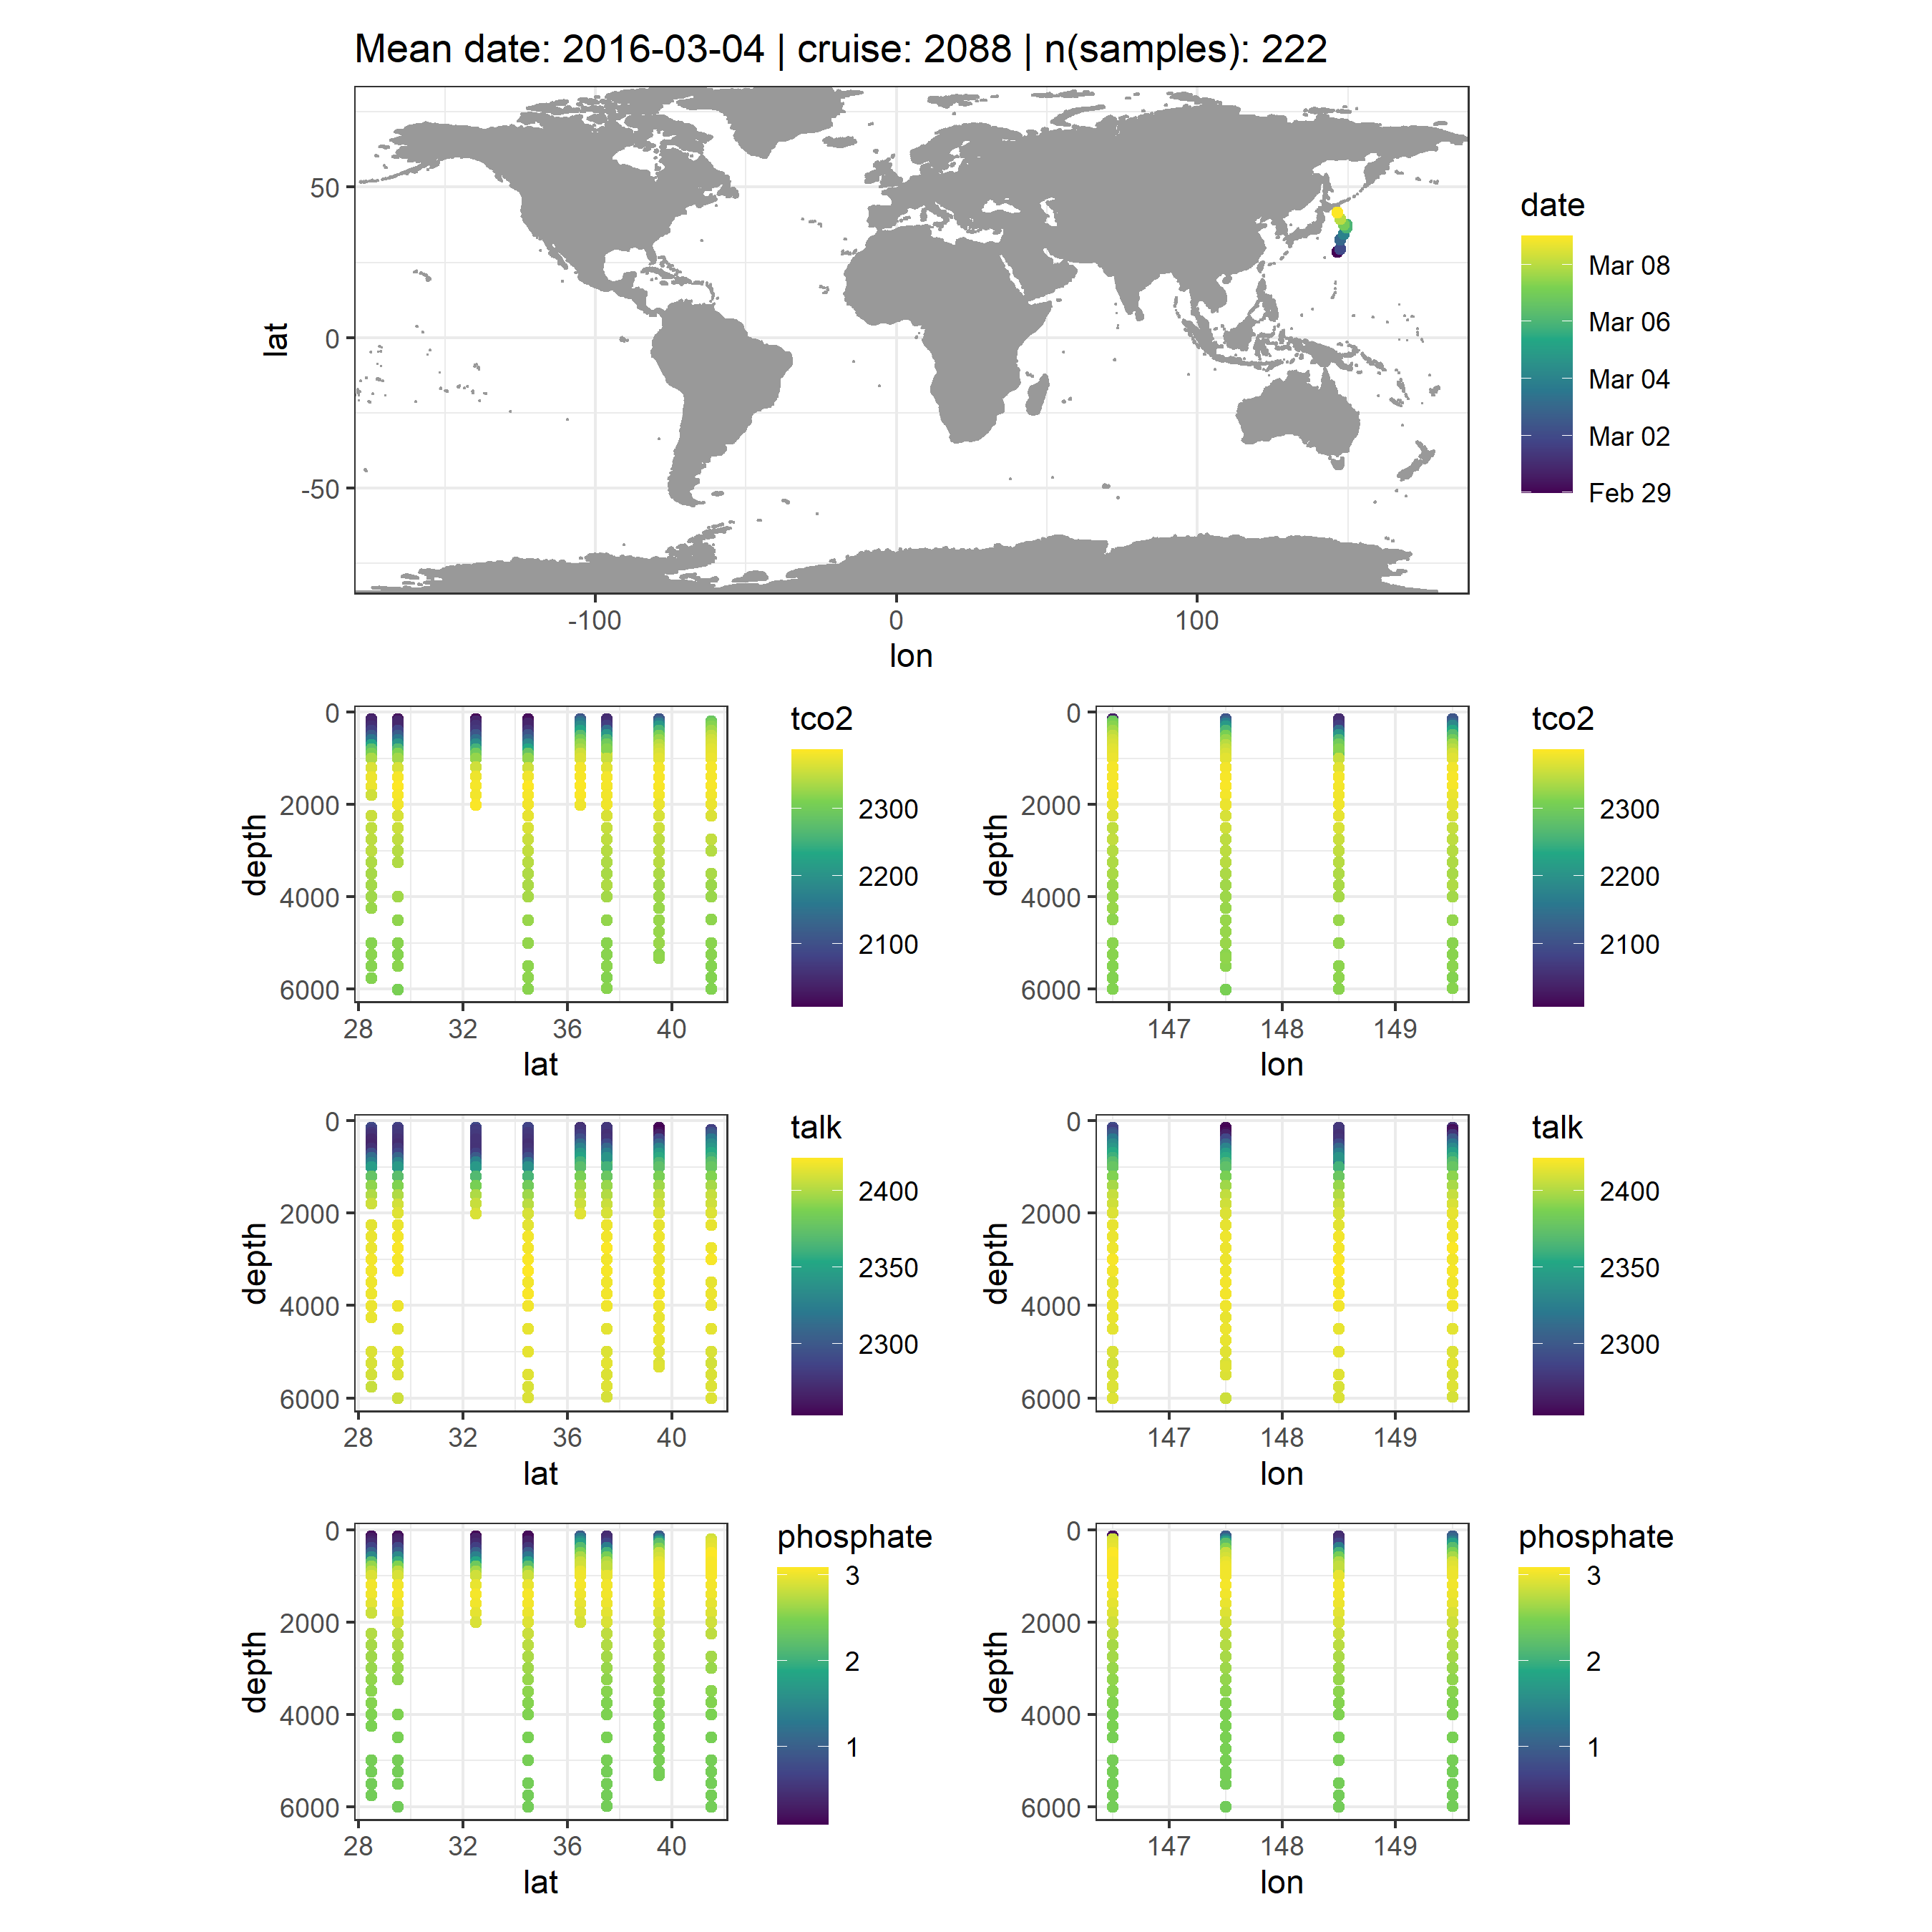 Mean date: 2016-03-04 | cruise: 2088 | n(samples): 222
lat
50
0
-50
-100
0
100
lon
date
Mar 08
Mar 06
Mar 04
Mar 02
Feb 29
depth
0
2000
4000
6000
28
32
36
40
lat
tco2
2300
2200
2100
depth
0
2000
4000
6000
147
148
149
lon
tco2
2300
2200
2100
depth
0
2000
4000
6000
28
32
36
40
lat
talk
2400
2350
2300
depth
0
2000
4000
6000
147
148
149
lon
talk
2400
2350
2300
depth
0
2000
4000
6000
28
32
36
40
lat
phosphate
3
2
1
depth
0
2000
4000
6000
147
148
149
lon
phosphate
3
2
1